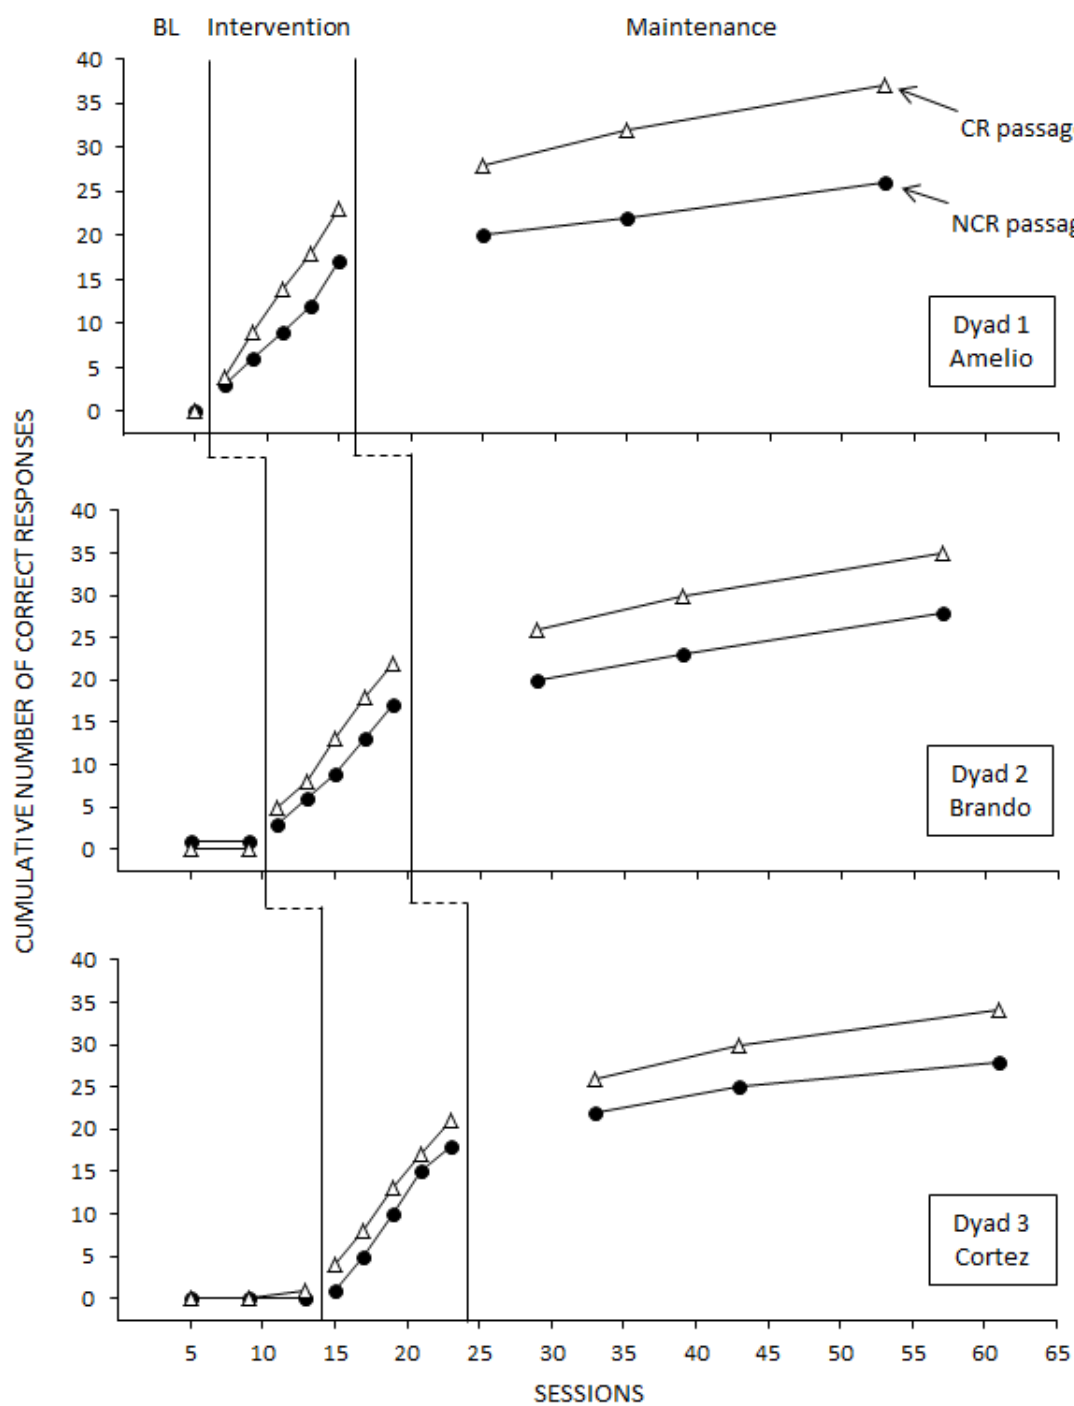 BL Intervention Maintenance
40
35
30
25
20
15
10
5
0
CR passag
NCR passag
Dyad 1
Amelio
CUMULATIVE NUMBER OF CORRECT RESPONSES
40
35
30
25
20
15
10
5
0
Dyad 2
Brando
40
35
30
25
20
15
10
5
0
Dyad 3
Cortez
5 10 15 20 25 30 35 40 45 50 55 60 65
SESSIONS